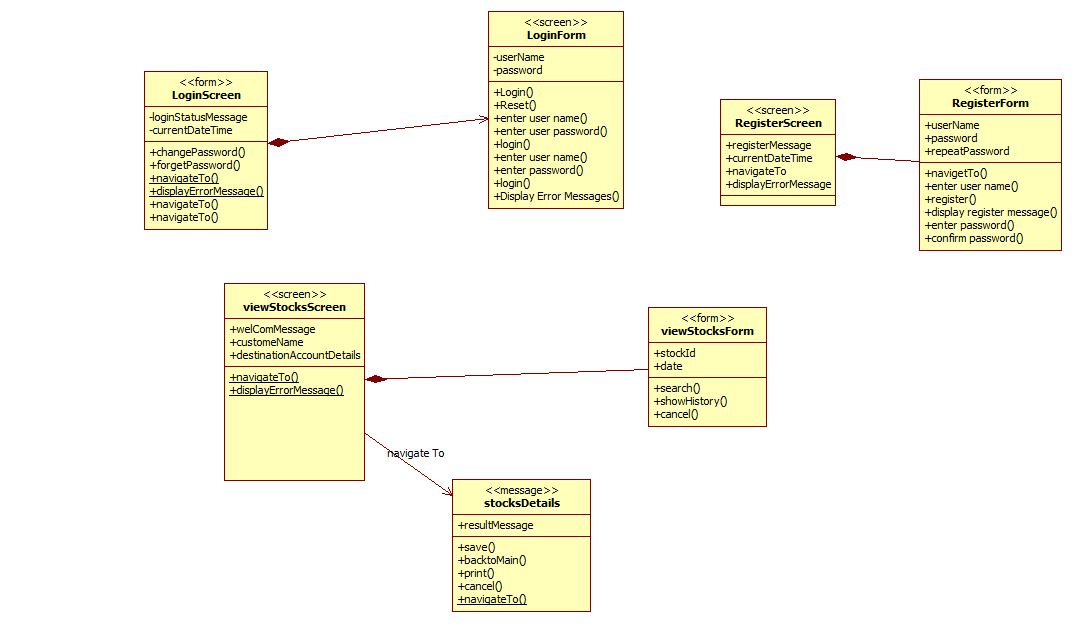 <<form>>
LoginScreen
-loginStatusMessage
-currentDateTime
+changePassword()
+forgetPassword()
+navigateTo()
+displayErrorMessage()
+navigateTo()
+navigateTo()
<<screen>>
LoginForm
-userName
-password
+Login()
+Reset()
+enter user name()
+enter user password()
+login()
+enter user name()
+enter password()
+login()
+Display Error Messages()
<<screen>>
RegisterScreen
+registerMessage
+currentDateTime
+navigateTo
+displayErrorMessage
<<form>>
RegisterForm
+userName
+password
+repeatPassword
+navigetTo()
+enter user name()
+register()
+display register message()
+enter password()
+confirm password()
<<screen>>
viewStocksScreen
+welComMessage
+customeName
+destinationAccountDetails
+navigateTo()
+displayErrorMessage()
<<form>>
viewStocksForm
+stockId
+date
+search()
+showHistory()
+cancel()
navigate To
<<message>>
stocksDetails
+resultMessage
+save()
+backtoMain()
+print()
+cancel()
+navigateTo()